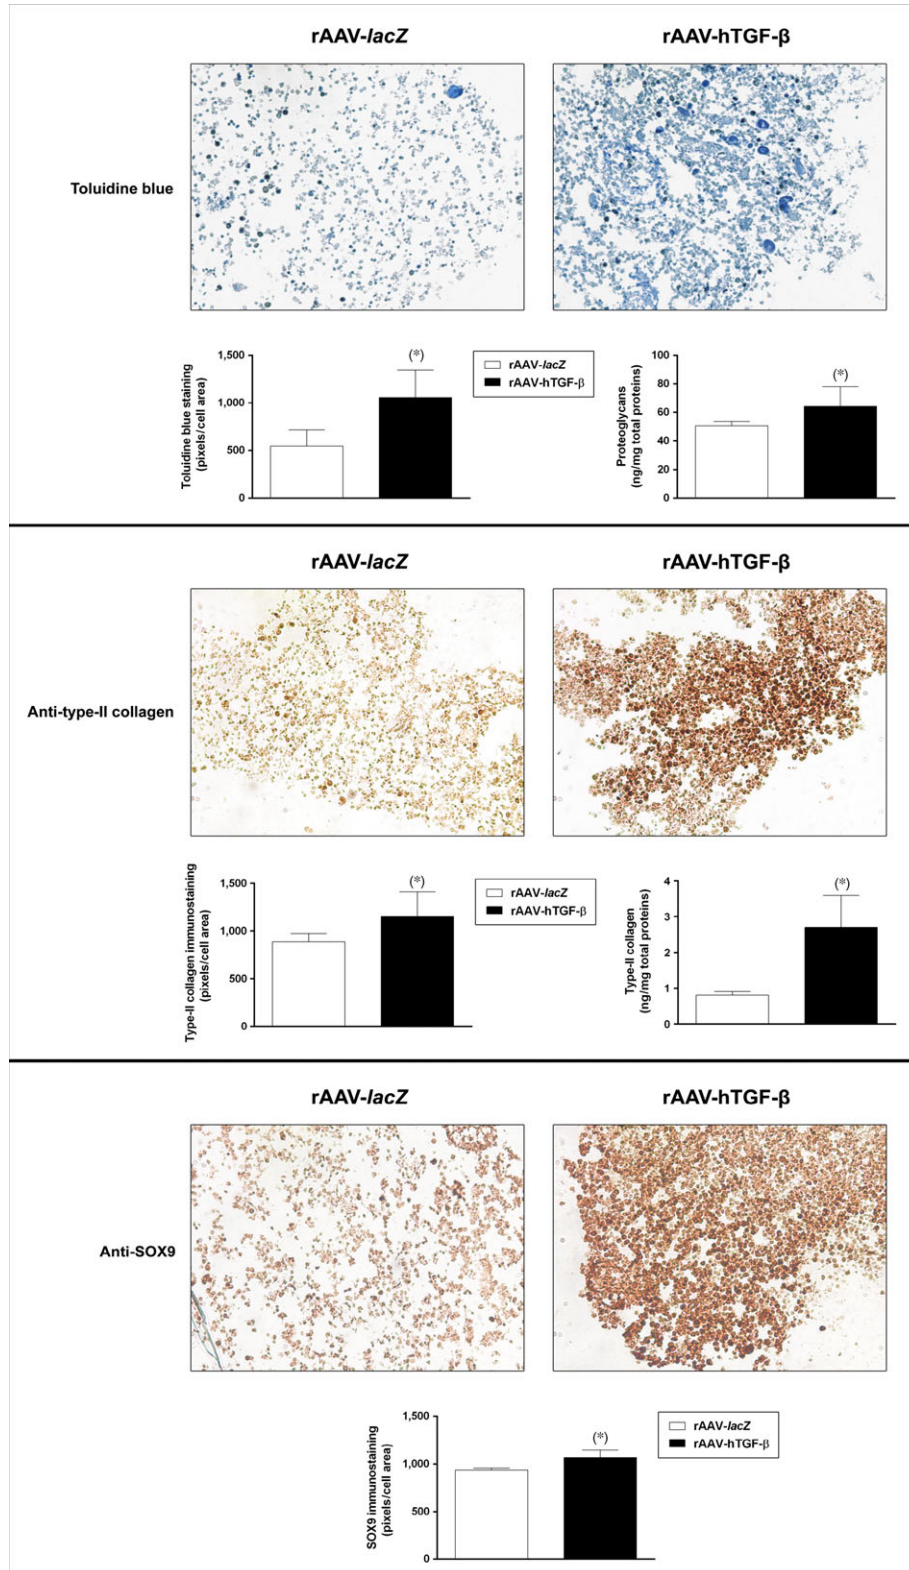 rAAV-lacZ
rAAV-hTGF-β
Toluidine blue
Toluidine blue staining
(pixels/cell area)
1,500
1,000
500
0
(*)
rAAV-lacZ
rAAV-hTGF-β
Proteoglycans
(ng/mg total proteins)
100
80
60
40
20
0
(*)
rAAV-lacZ
rAAV-hTGF-β
Anti-type-II collagen
Type-II collagen immunostaining
(pixels/cell area)
1,500
1,000
500
0
(*)
rAAV-lacZ
rAAV-hTGF-β
Type-II collagen
(ng/mg total proteins)
4
3
2
1
0
(*)
rAAV-lacZ
rAAV-hTGF-β
Anti-SOX9
SOX9 immunostaining
(pixels/cell area)
1,500
1,000
500
0
(*)
rAAV-lacZ
rAAV-hTGF-β